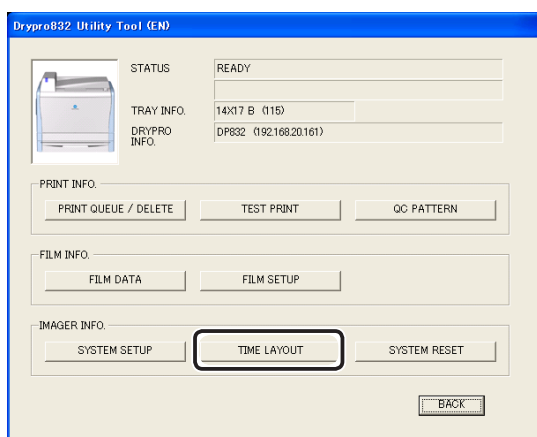 Drypro832 Utility Tool (EN)
STATUS READY
TRAY INFO. 14X17 B (115)
DRYPRO INFO. DP832 (192.168.20.161)
PRINT INFO.
PRINT QUEUE / DELETE TEST PRINT QC PATTERN
FILM INFO.
FILM DATA FILM SETUP
IMAGER INFO.
SYSTEM SETUP TIME LAYOUT SYSTEM RESET
BACK